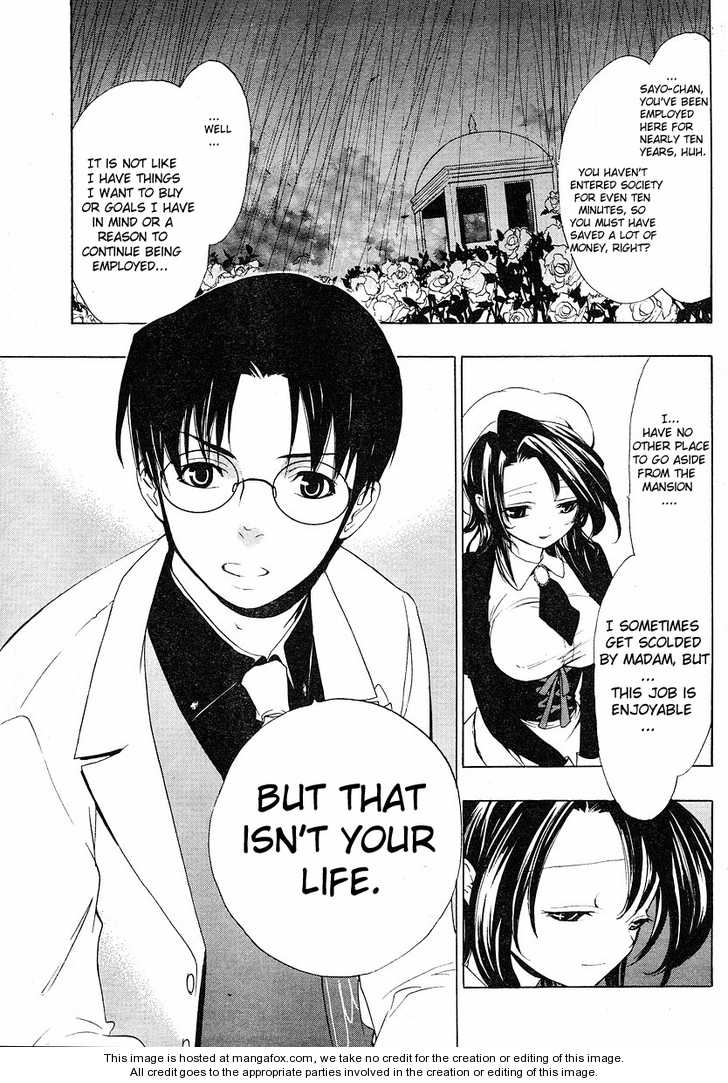 ...
SAYO-CHAN,
YOU'VE BEEN
EMPLOYED
HERE FOR
NEARLY TEN
YEARS, HUH.
YOU HAVEN'T
ENTERED SOCIETY
FOR EVEN TEN
MINUTES, SO
YOU MUST HAVE
SAVED A LOT OF
MONEY, RIGHT?
...
WELL
...
IT IS NOT LIKE
I HAVE THINGS
I WANT TO BUY
OR GOALS I HAVE
IN MIND OR A
REASON TO
CONTINUE BEING
EMPLOYED...
I...
HAVE NO
OTHER PLACE
TO GO ASIDE
FROM THE
MANSION
....
I SOMETIMES
GET SCOLDED
BY MADAM, BUT
...
THIS JOB IS
ENJOYABLE
...
BUT THAT
ISN'T YOUR
LIFE.
This image is hosted at mangafox.com, we take no credit for the creation or editing of this image.
All credit goes to the appropriate parties involved in the creation or editing of this image.